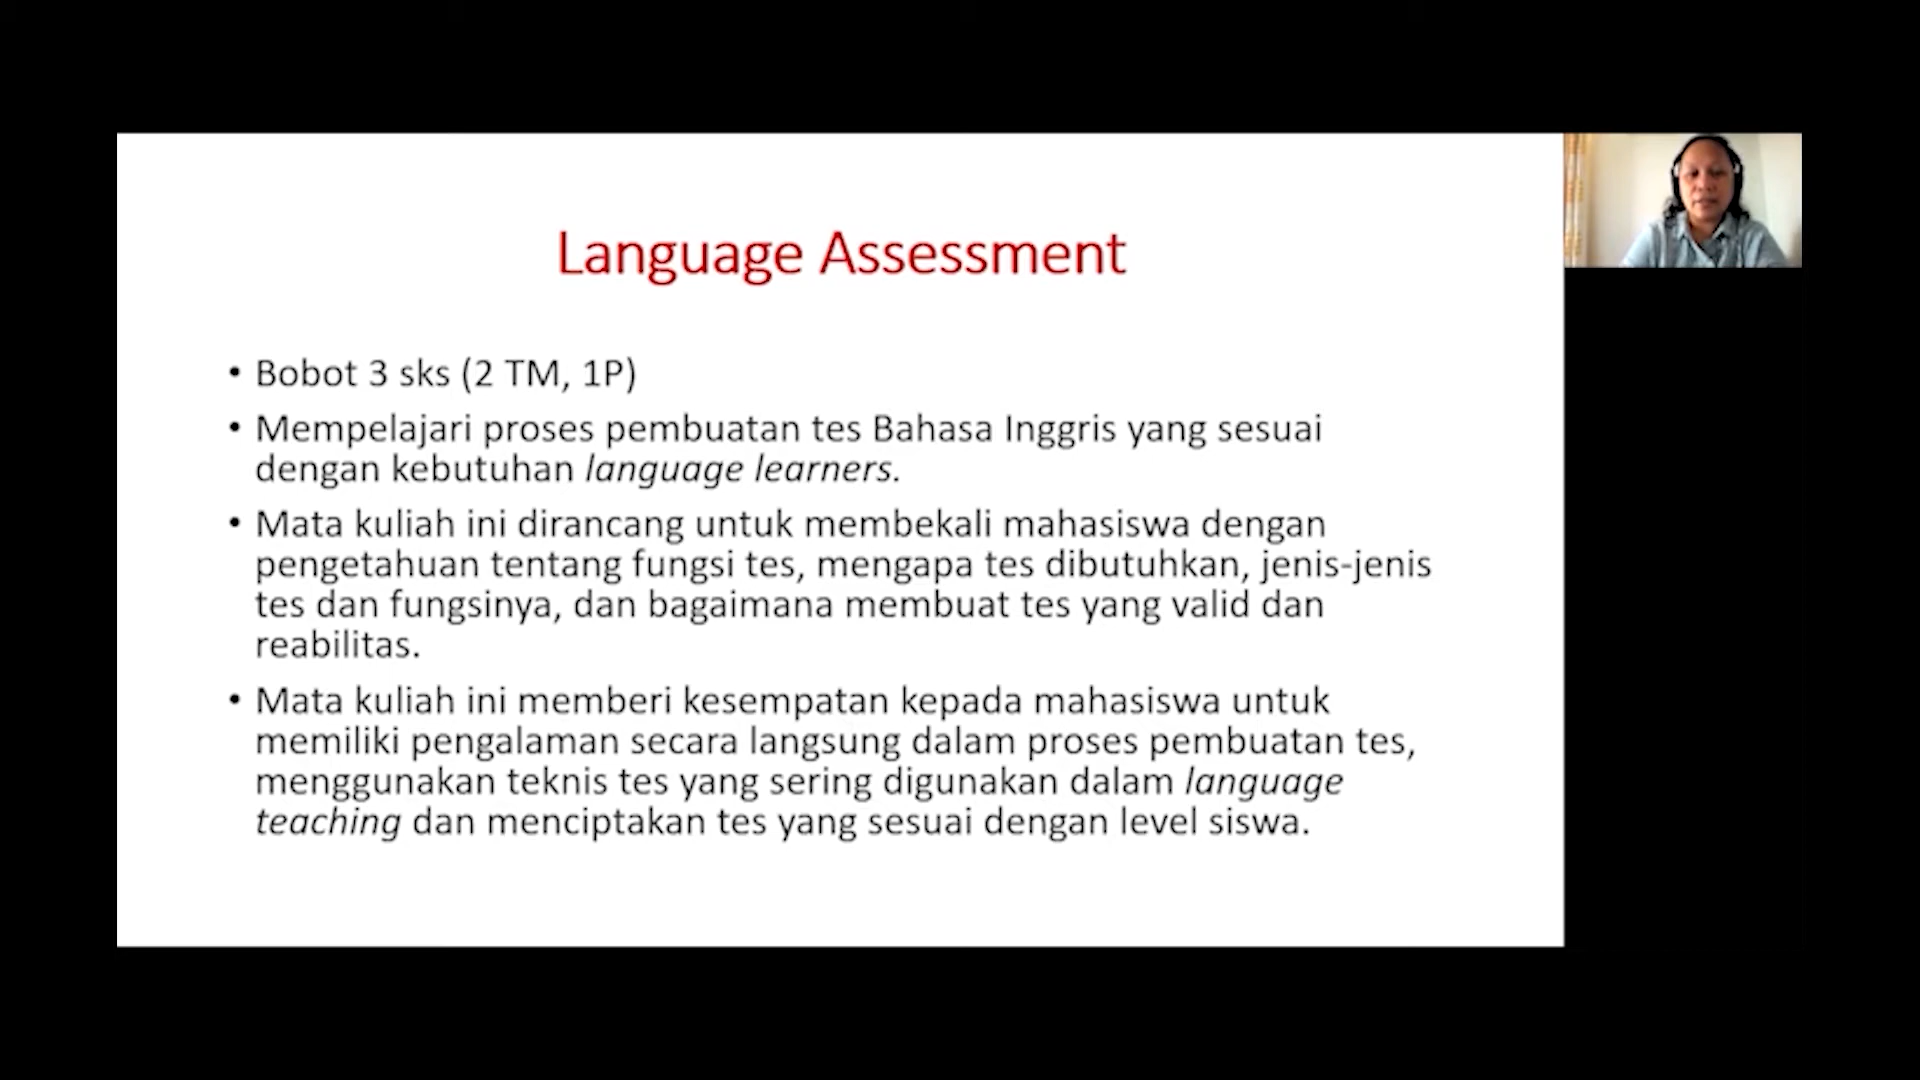 Language Assessment
• Bobot 3 sks (2 TM, 1P)
• Mempelajari proses pembuatan tes Bahasa Inggris yang sesuai
dengan kebutuhan language learners.
• Mata kuliah ini dirancang untuk membekali mahasiswa dengan
pengetahuan tentang fungsi tes, mengapa tes dibutuhkan, jenis-jenis
tes dan fungsinya, dan bagaimana membuat tes yang valid dan
reabilitas.
• Mata kuliah ini memberi kesempatan kepada mahasiswa untuk
memiliki pengalaman secara langsung dalam proses pembuatan tes,
menggunakan teknis tes yang sering digunakan dalam language
teaching dan menciptakan tes yang sesuai dengan level siswa.